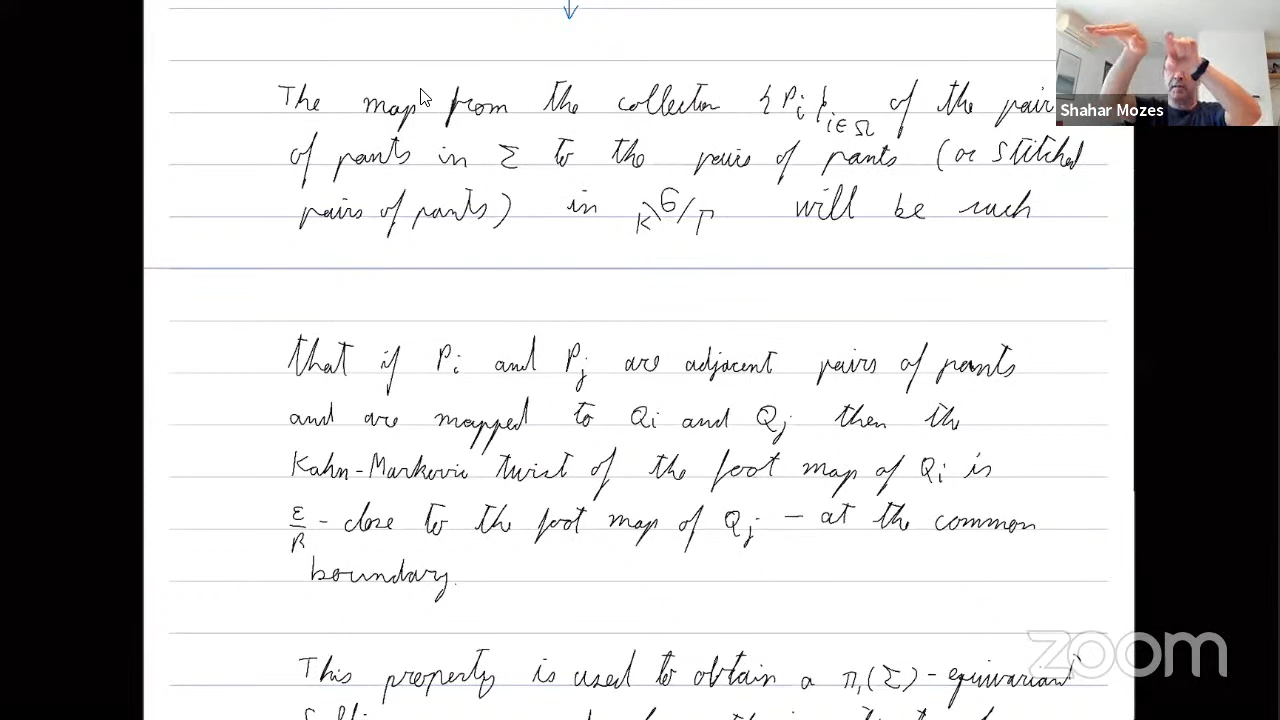 The map from the collection {P_i}_{i∈Ω} of the pair
Shahar Mozes
of pants in Σ to the pairs of pants (or stitched
pairs of pants) in K\G/Γ will be such
that if P_i and P_j are adjacent pairs of pants
and are mapped to Q_i and Q_j then the
Kahn-Markovic twist of the foot map of Q_i is
ε/R - close to the foot map of Q_j – at the common
boundary.
zoom
This property is used to obtain a π_1(Σ) - equivariant